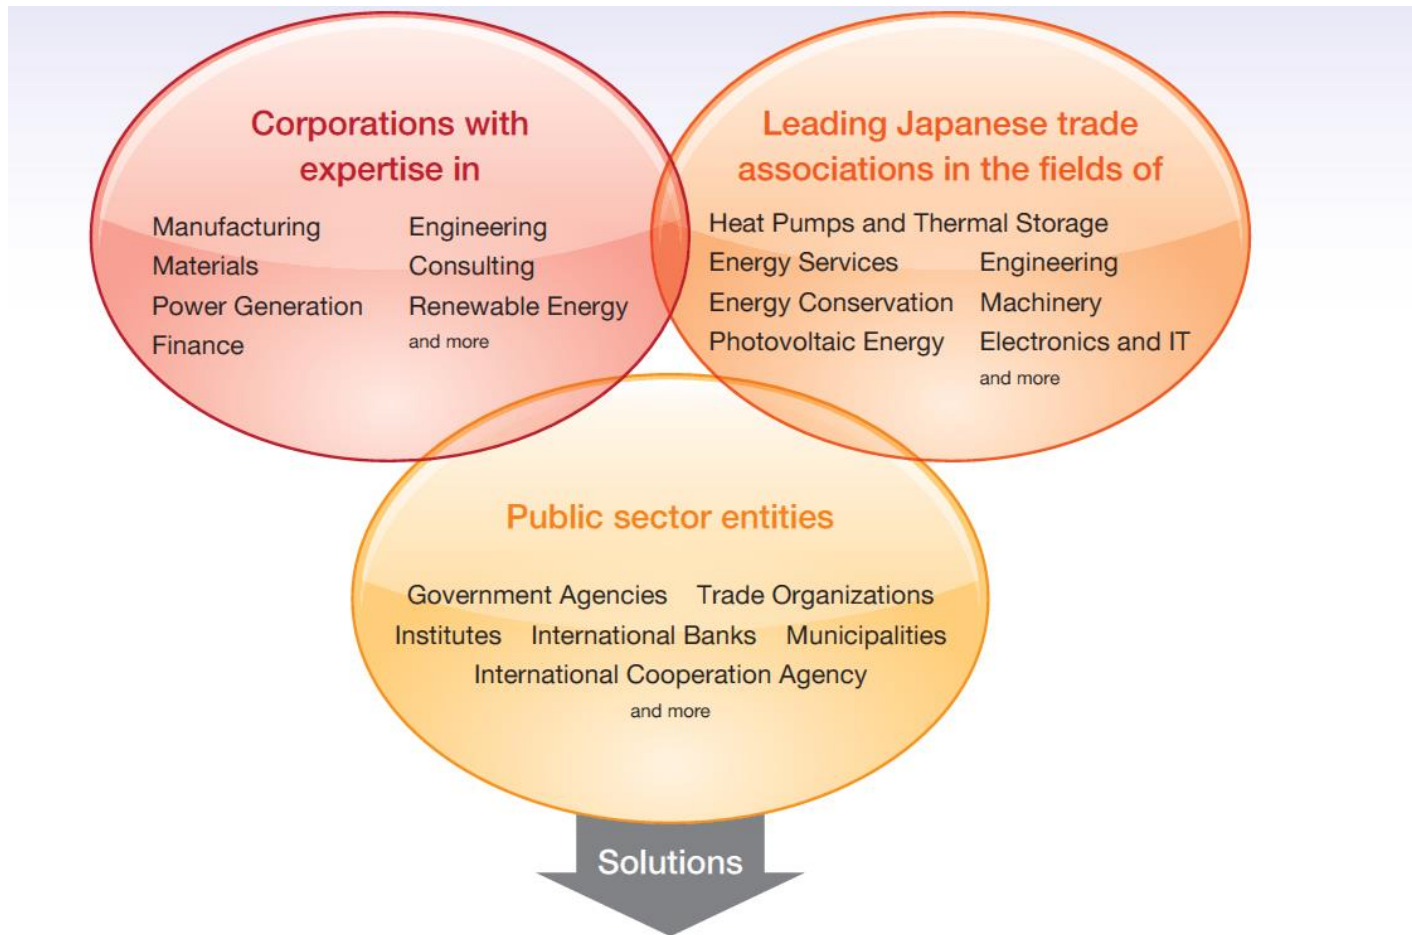 Corporations with
expertise in
Manufacturing Engineering
Materials Consulting
Power Generation Renewable Energy
Finance and more
Leading Japanese trade
associations in the fields of
Heat Pumps and Thermal Storage
Energy Services Engineering
Energy Conservation Machinery
Photovoltaic Energy Electronics and IT
and more
Public sector entities
Government Agencies Trade Organizations
Institutes International Banks Municipalities
International Cooperation Agency
and more
Solutions